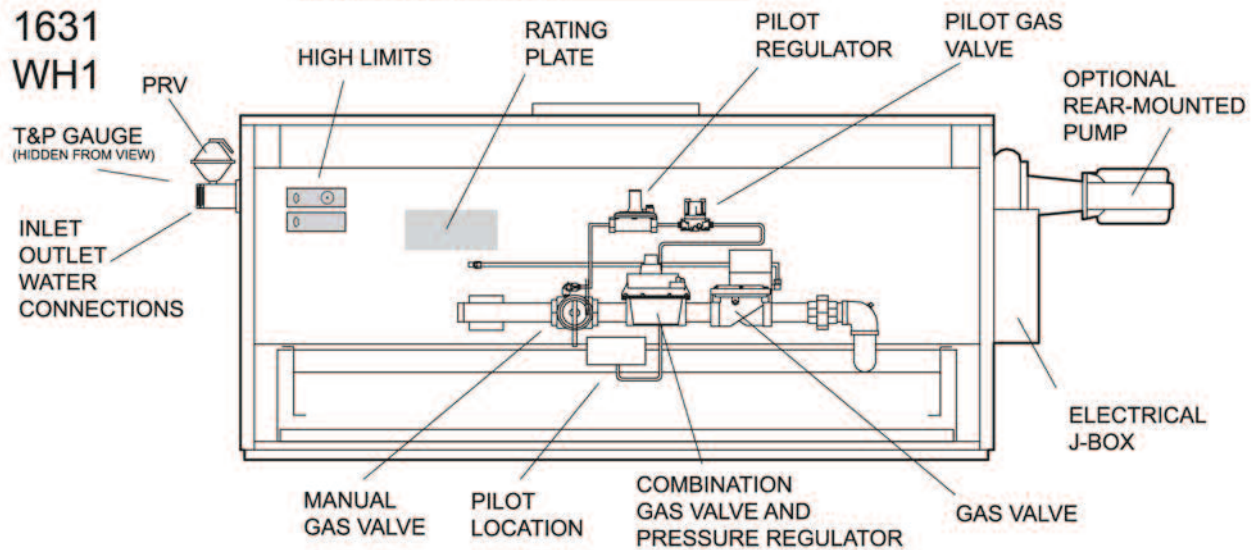 1631
WH1
PRV
HIGH LIMITS
RATING
PLATE
PILOT
REGULATOR
PILOT GAS
VALVE
OPTIONAL
REAR-MOUNTED
PUMP
T&P GAUGE
(HIDDEN FROM VIEW)
INLET
OUTLET
WATER
CONNECTIONS
ELECTRICAL
J-BOX
MANUAL
GAS VALVE
PILOT
LOCATION
COMBINATION
GAS VALVE AND
PRESSURE REGULATOR
GAS VALVE